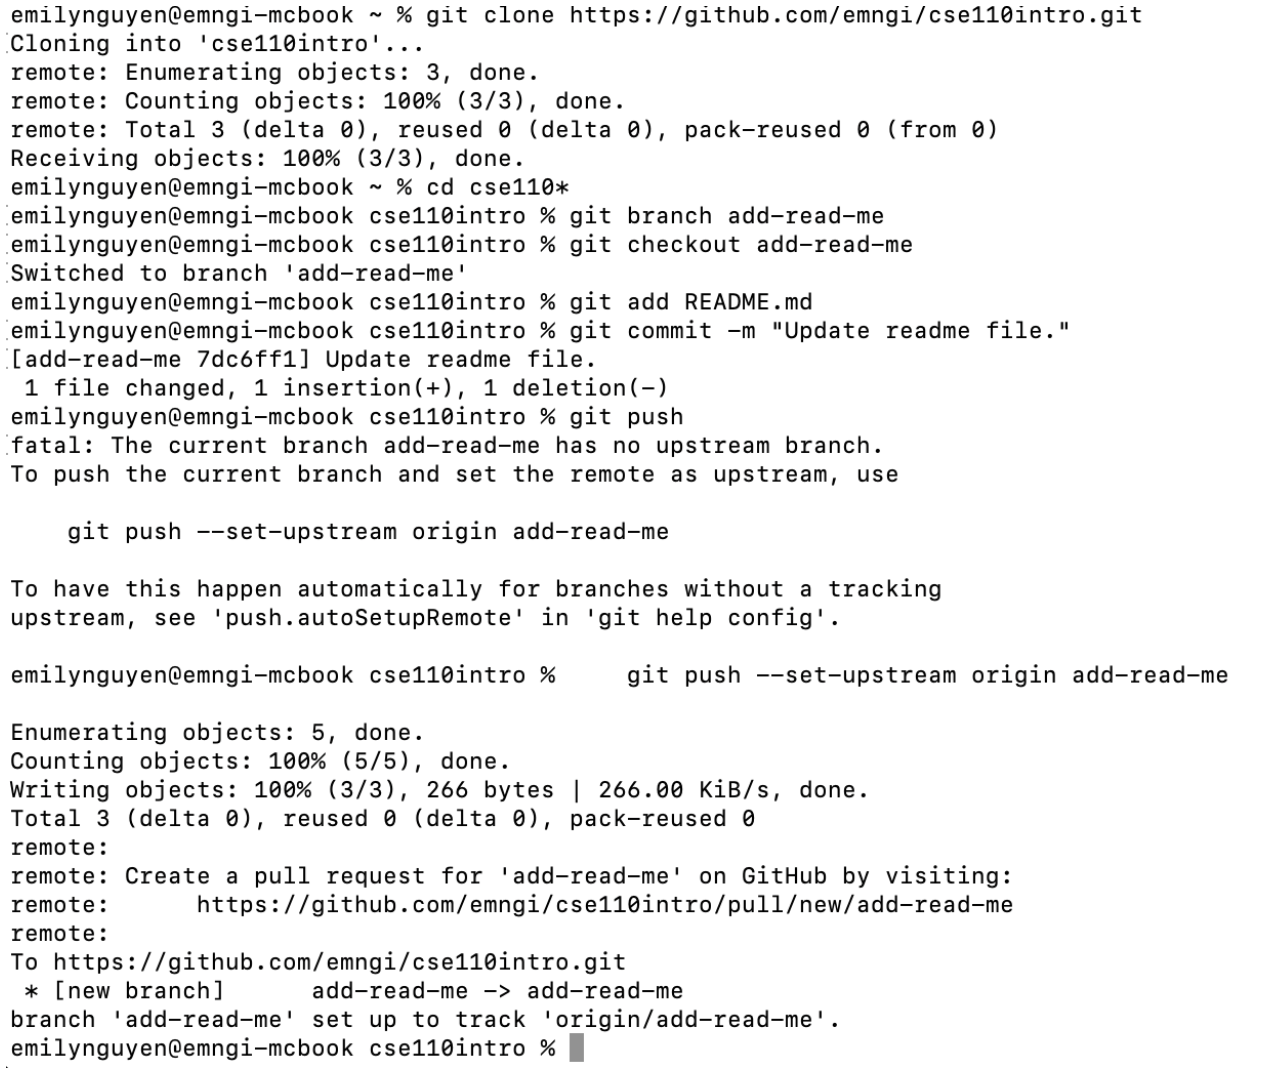 emilynguyen@emngi-mcbook ~ % git clone https://github.com/emngi/cse110intro.git
Cloning into 'cse110intro'...
remote: Enumerating objects: 3, done.
remote: Counting objects: 100% (3/3), done.
remote: Total 3 (delta 0), reused 0 (delta 0), pack-reused 0 (from 0)
Receiving objects: 100% (3/3), done.
emilynguyen@emngi-mcbook ~ % cd cse110*
emilynguyen@emngi-mcbook cse110intro % git branch add-read-me
emilynguyen@emngi-mcbook cse110intro % git checkout add-read-me
Switched to branch 'add-read-me'
emilynguyen@emngi-mcbook cse110intro % git add README.md
emilynguyen@emngi-mcbook cse110intro % git commit -m "Update readme file."
[add-read-me 7dc6ff1] Update readme file.
 1 file changed, 1 insertion(+), 1 deletion(-)
emilynguyen@emngi-mcbook cse110intro % git push
fatal: The current branch add-read-me has no upstream branch.
To push the current branch and set the remote as upstream, use

    git push --set-upstream origin add-read-me

To have this happen automatically for branches without a tracking
upstream, see 'push.autoSetupRemote' in 'git help config'.

emilynguyen@emngi-mcbook cse110intro %     git push --set-upstream origin add-read-me

Enumerating objects: 5, done.
Counting objects: 100% (5/5), done.
Writing objects: 100% (3/3), 266 bytes | 266.00 KiB/s, done.
Total 3 (delta 0), reused 0 (delta 0), pack-reused 0
remote:
remote: Create a pull request for 'add-read-me' on GitHub by visiting:
remote:      https://github.com/emngi/cse110intro/pull/new/add-read-me
remote:
To https://github.com/emngi/cse110intro.git
 * [new branch]      add-read-me -> add-read-me
branch 'add-read-me' set up to track 'origin/add-read-me'.
emilynguyen@emngi-mcbook cse110intro %